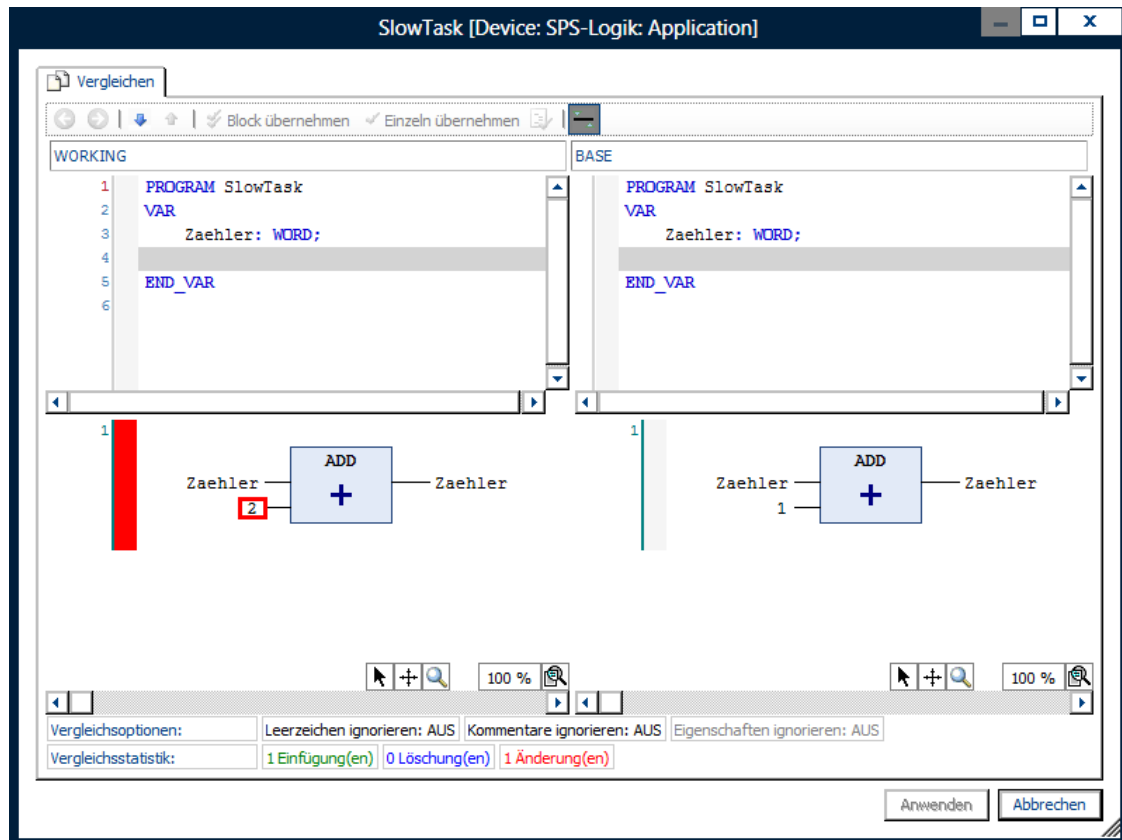 SlowTask [Device: SPS-Logik: Application]
Vergleichen
Block übernehmen Einzeln übernehmen
WORKING
BASE
1 PROGRAM SlowTask
2 VAR
3 Zaehler: WORD;
4
5 END_VAR
6
PROGRAM SlowTask
VAR
Zaehler: WORD;
END_VAR
1
ADD
Zaehler + Zaehler
2
1
ADD
Zaehler + Zaehler
1
100 %
100 %
Vergleichsoptionen: Leerzeichen ignorieren: AUS Kommentare ignorieren: AUS Eigenschaften ignorieren: AUS
Vergleichsstatistik: 1 Einfügung(en) 0 Löschung(en) 1 Änderung(en)
Anwenden Abbrechen